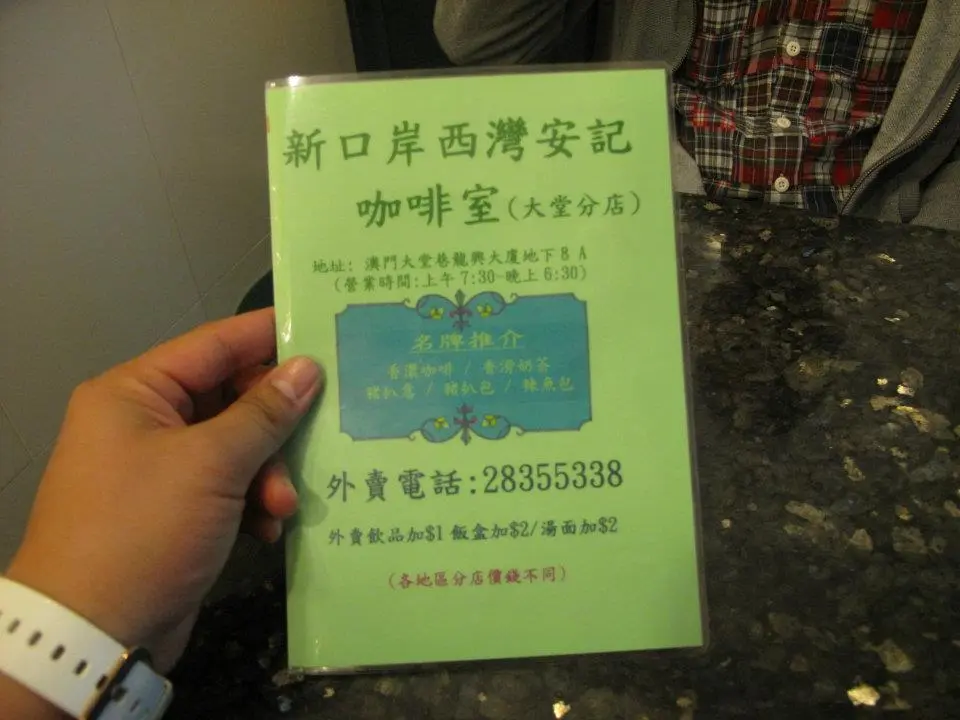 新口岸西灣安記
咖啡室(大堂分店)
地址: 澳門大堂巷龍興大廈地下8 A
(營業時間:上午7:30~晚上6:30)
名牌推介
香濃咖啡 / 香滑奶茶
豬扒意 / 豬扒包 / 辣魚包
外賣電話:28355338
外賣飲品加$1 飯盒加$2/湯面加$2
(各地區分店價錢不同)